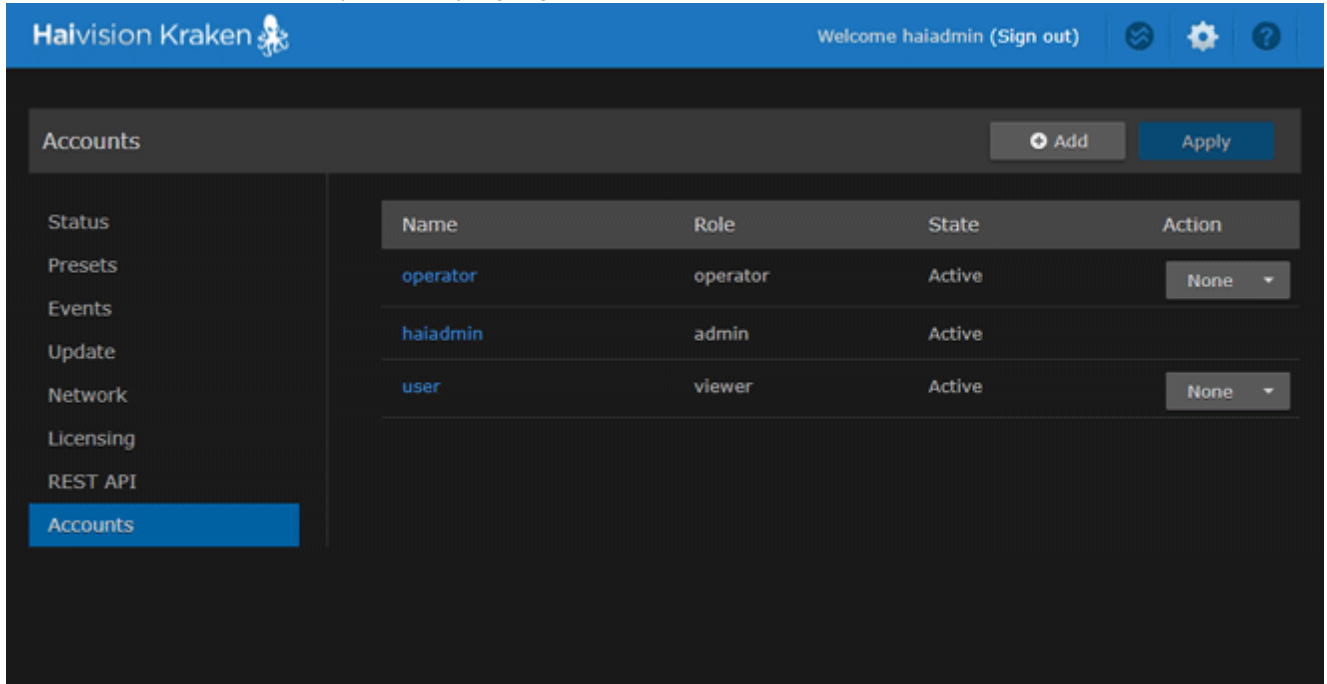 Haivision Kraken Welcome haiadmin (Sign out) ?
Accounts Add Apply
Status
Presets
Events
Update
Network
Licensing
REST API
Accounts
Name Role State Action
operator operator Active None
haiadmin admin Active
user viewer Active None